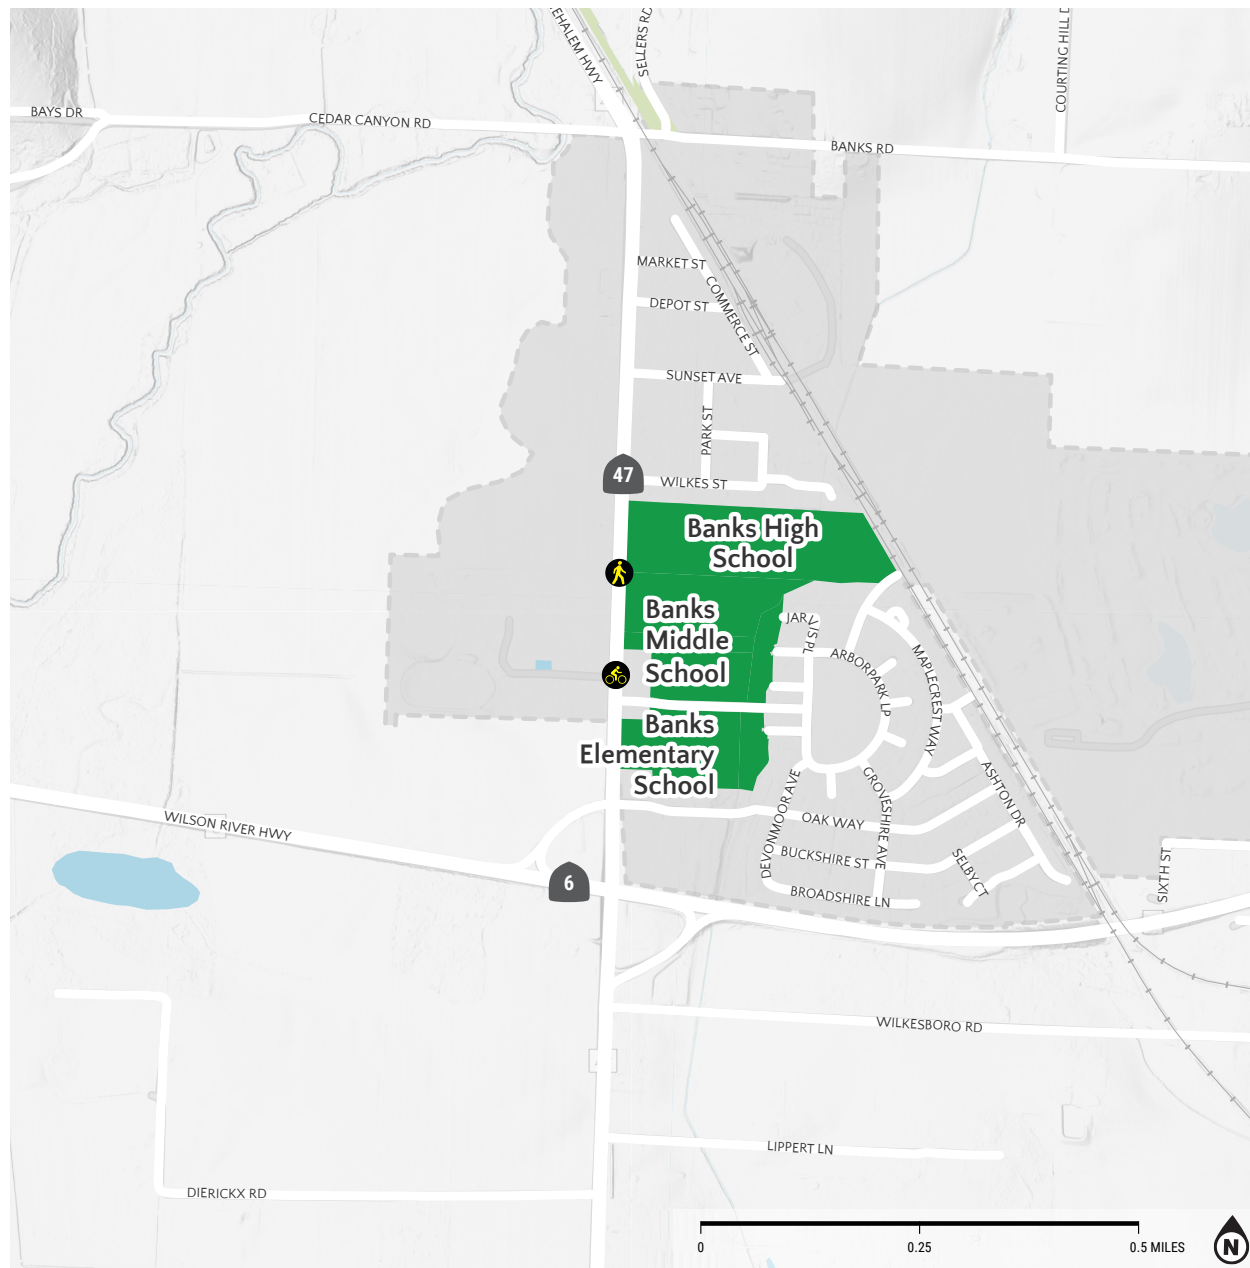 EHALEM HWY
SELLERS RD
COURTING HILL D
BAYS DR
CEDAR CANYON RD
BANKS RD
MARKET ST
COMMERCE ST
DEPOT ST
SUNSET AVE
PARK ST
47
WILKES ST
Banks High
School
Banks
Middle
School
JARVIS PL
ARBORPARK LP
MAPLECREST WAY
Banks
Elementary
School
DEVONMOOR AVE
GROVESHIRE AVE
ASHTON DR
WILSON RIVER HWY
OAK WAY
BUCKSHIRE ST
SELBY CT
SIXTH ST
6
BROADSHIRE LN
WILKESBORO RD
LIPPERT LN
DIERICKX RD
0
0.25
0.5 MILES
N